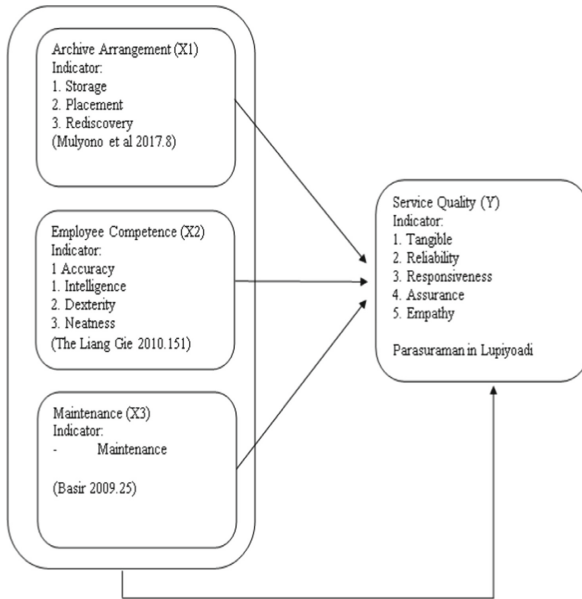 Archive Arrangement (X1)
Indicator:
1. Storage
2. Placement
3. Rediscovery
(Mulyono et al 2017.8)
Employee Competence (X2)
Indicator:
1 Accuracy
1. Intelligence
2. Dexterity
3. Neatness
(The Liang Gie 2010.151)
Maintenance (X3)
Indicator:
- Maintenance
(Basir 2009.25)
Service Quality (Y)
Indicator:
1. Tangible
2. Reliability
3. Responsiveness
4. Assurance
5. Empathy
Parasuraman in Lupiyoadi